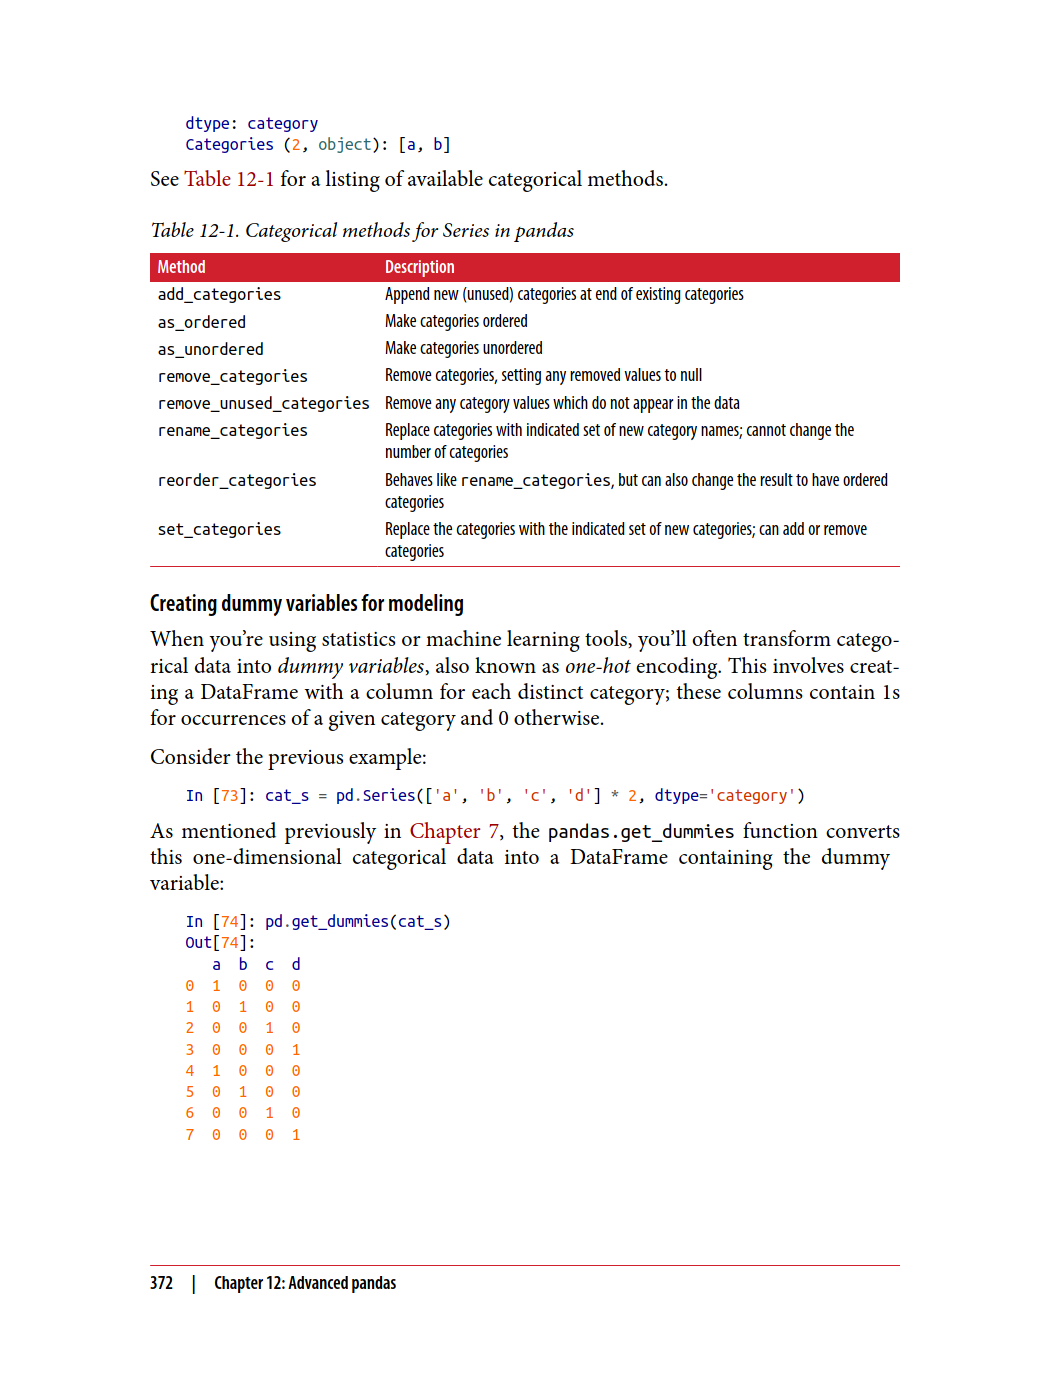 dtype: category
Categories (2, object): [a, b]
See Table 12-1 for a listing of available categorical methods.
Table 12-1. Categorical methods for Series in pandas
Method Description
add_categories Append new (unused) categories at end of existing categories
as_ordered Make categories ordered
as_unordered Make categories unordered
remove_categories Remove categories, setting any removed values to null
remove_unused_categories Remove any category values which do not appear in the data
rename_categories Replace categories with indicated set of new category names; cannot change the
number of categories
reorder_categories Behaves like rename_categories, but can also change the result to have ordered
categories
set_categories Replace the categories with the indicated set of new categories; can add or remove
categories
Creating dummy variables for modeling
When you’re using statistics or machine learning tools, you’ll often transform catego-
rical data into dummy variables, also known as one-hot encoding. This involves creat-
ing a DataFrame with a column for each distinct category; these columns contain 1s
for occurrences of a given category and 0 otherwise.
Consider the previous example:
In [73]: cat_s = pd.Series(['a', 'b', 'c', 'd'] * 2, dtype='category')
As mentioned previously in Chapter 7, the pandas.get_dummies function converts
this one-dimensional categorical data into a DataFrame containing the dummy
variable:
In [74]: pd.get_dummies(cat_s)
Out[74]:
a b c d
0 1 0 0 0
1 0 1 0 0
2 0 0 1 0
3 0 0 0 1
4 1 0 0 0
5 0 1 0 0
6 0 0 1 0
7 0 0 0 1
372 | Chapter 12: Advanced pandas